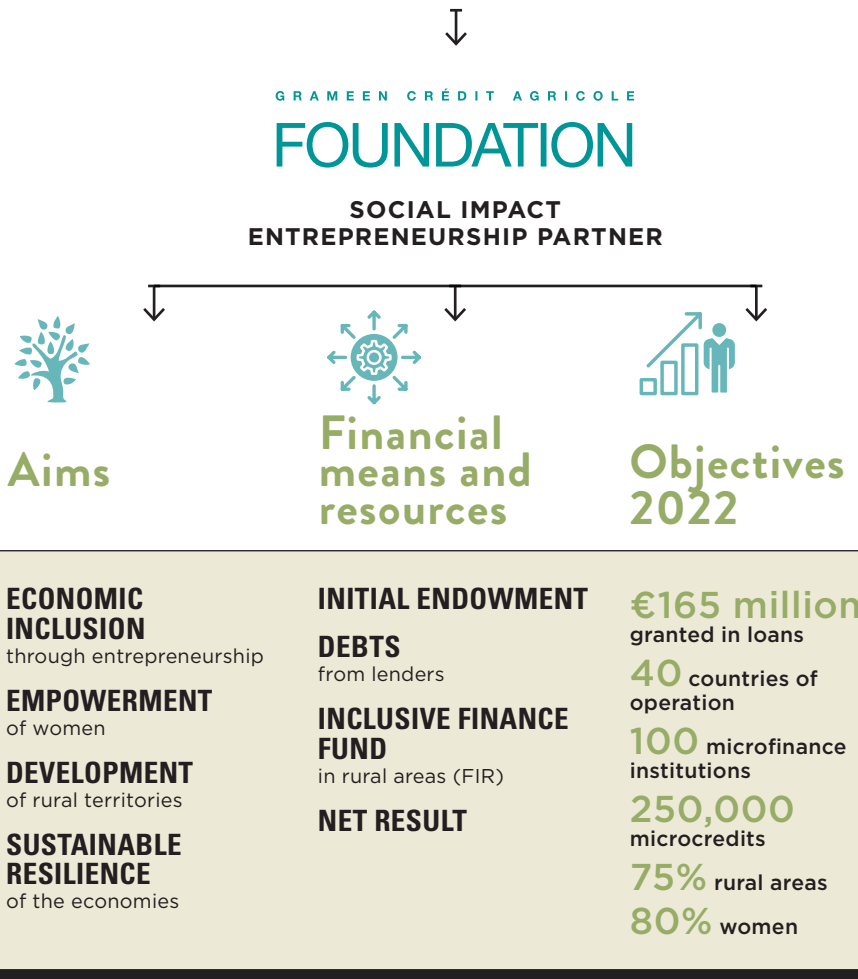 GRAMEEN CRÉDIT AGRICOLE
FOUNDATION
SOCIAL IMPACT
ENTREPRENEURSHIP PARTNER
Aims
Financial
means and
resources
Objectives
2022
ECONOMIC
INCLUSION
through entrepreneurship
EMPOWERMENT
of women
DEVELOPMENT
of rural territories
SUSTAINABLE
RESILIENCE
of the economies
INITIAL ENDOWMENT
DEBTS
from lenders
INCLUSIVE FINANCE
FUND
in rural areas (FIR)
NET RESULT
€165 million
granted in loans
40 countries of
operation
100 microfinance
institutions
250,000
microcredits
75% rural areas
80% women